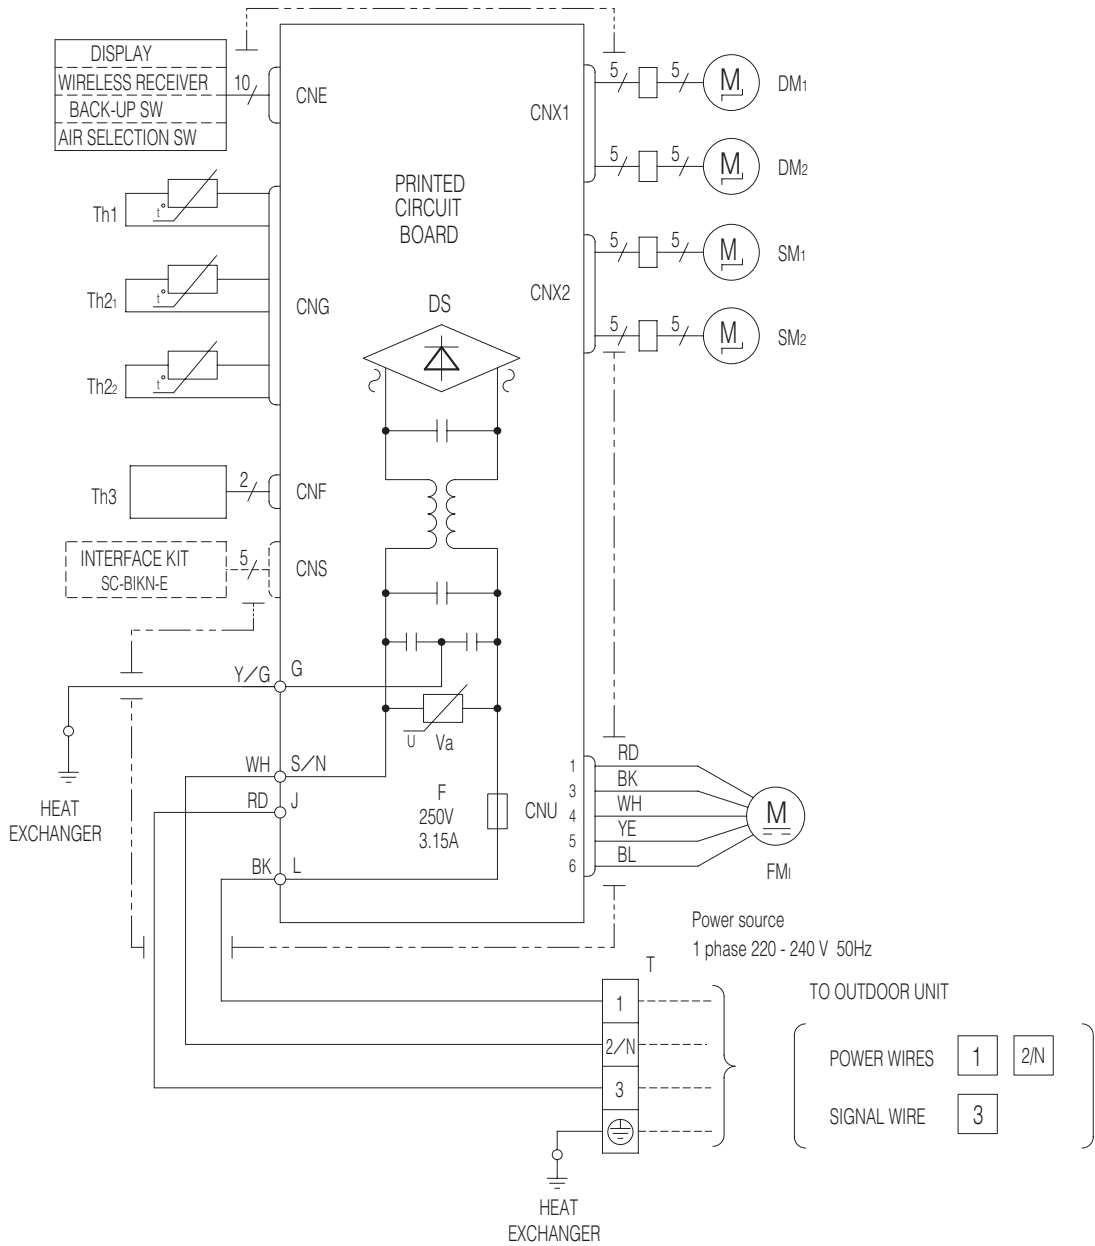 DISPLAY
WIRELESS RECEIVER
BACK-UP SW
AIR SELECTION SW
10
CNE
CNX1
5
5
M
DM1
5
5
M
DM2
PRINTED
CIRCUIT
BOARD
Th1
t°
Th21
t°
Th22
t°
CNG
CNX2
5
5
M
SM1
5
5
M
SM2
DS
Th3
2
CNF
INTERFACE KIT
SC-BIKN-E
5
CNS
Y/G
G
U
Va
WH
S/N
RD
J
BK
L
F
250V
3.15A
HEAT
EXCHANGER
CNU
1
3
4
5
6
RD
BK
WH
YE
BL
M
FMI
Power source
1 phase 220 - 240 V 50Hz
T
1
2/N
3
TO OUTDOOR UNIT
POWER WIRES
1
2/N
SIGNAL WIRE
3
HEAT
EXCHANGER